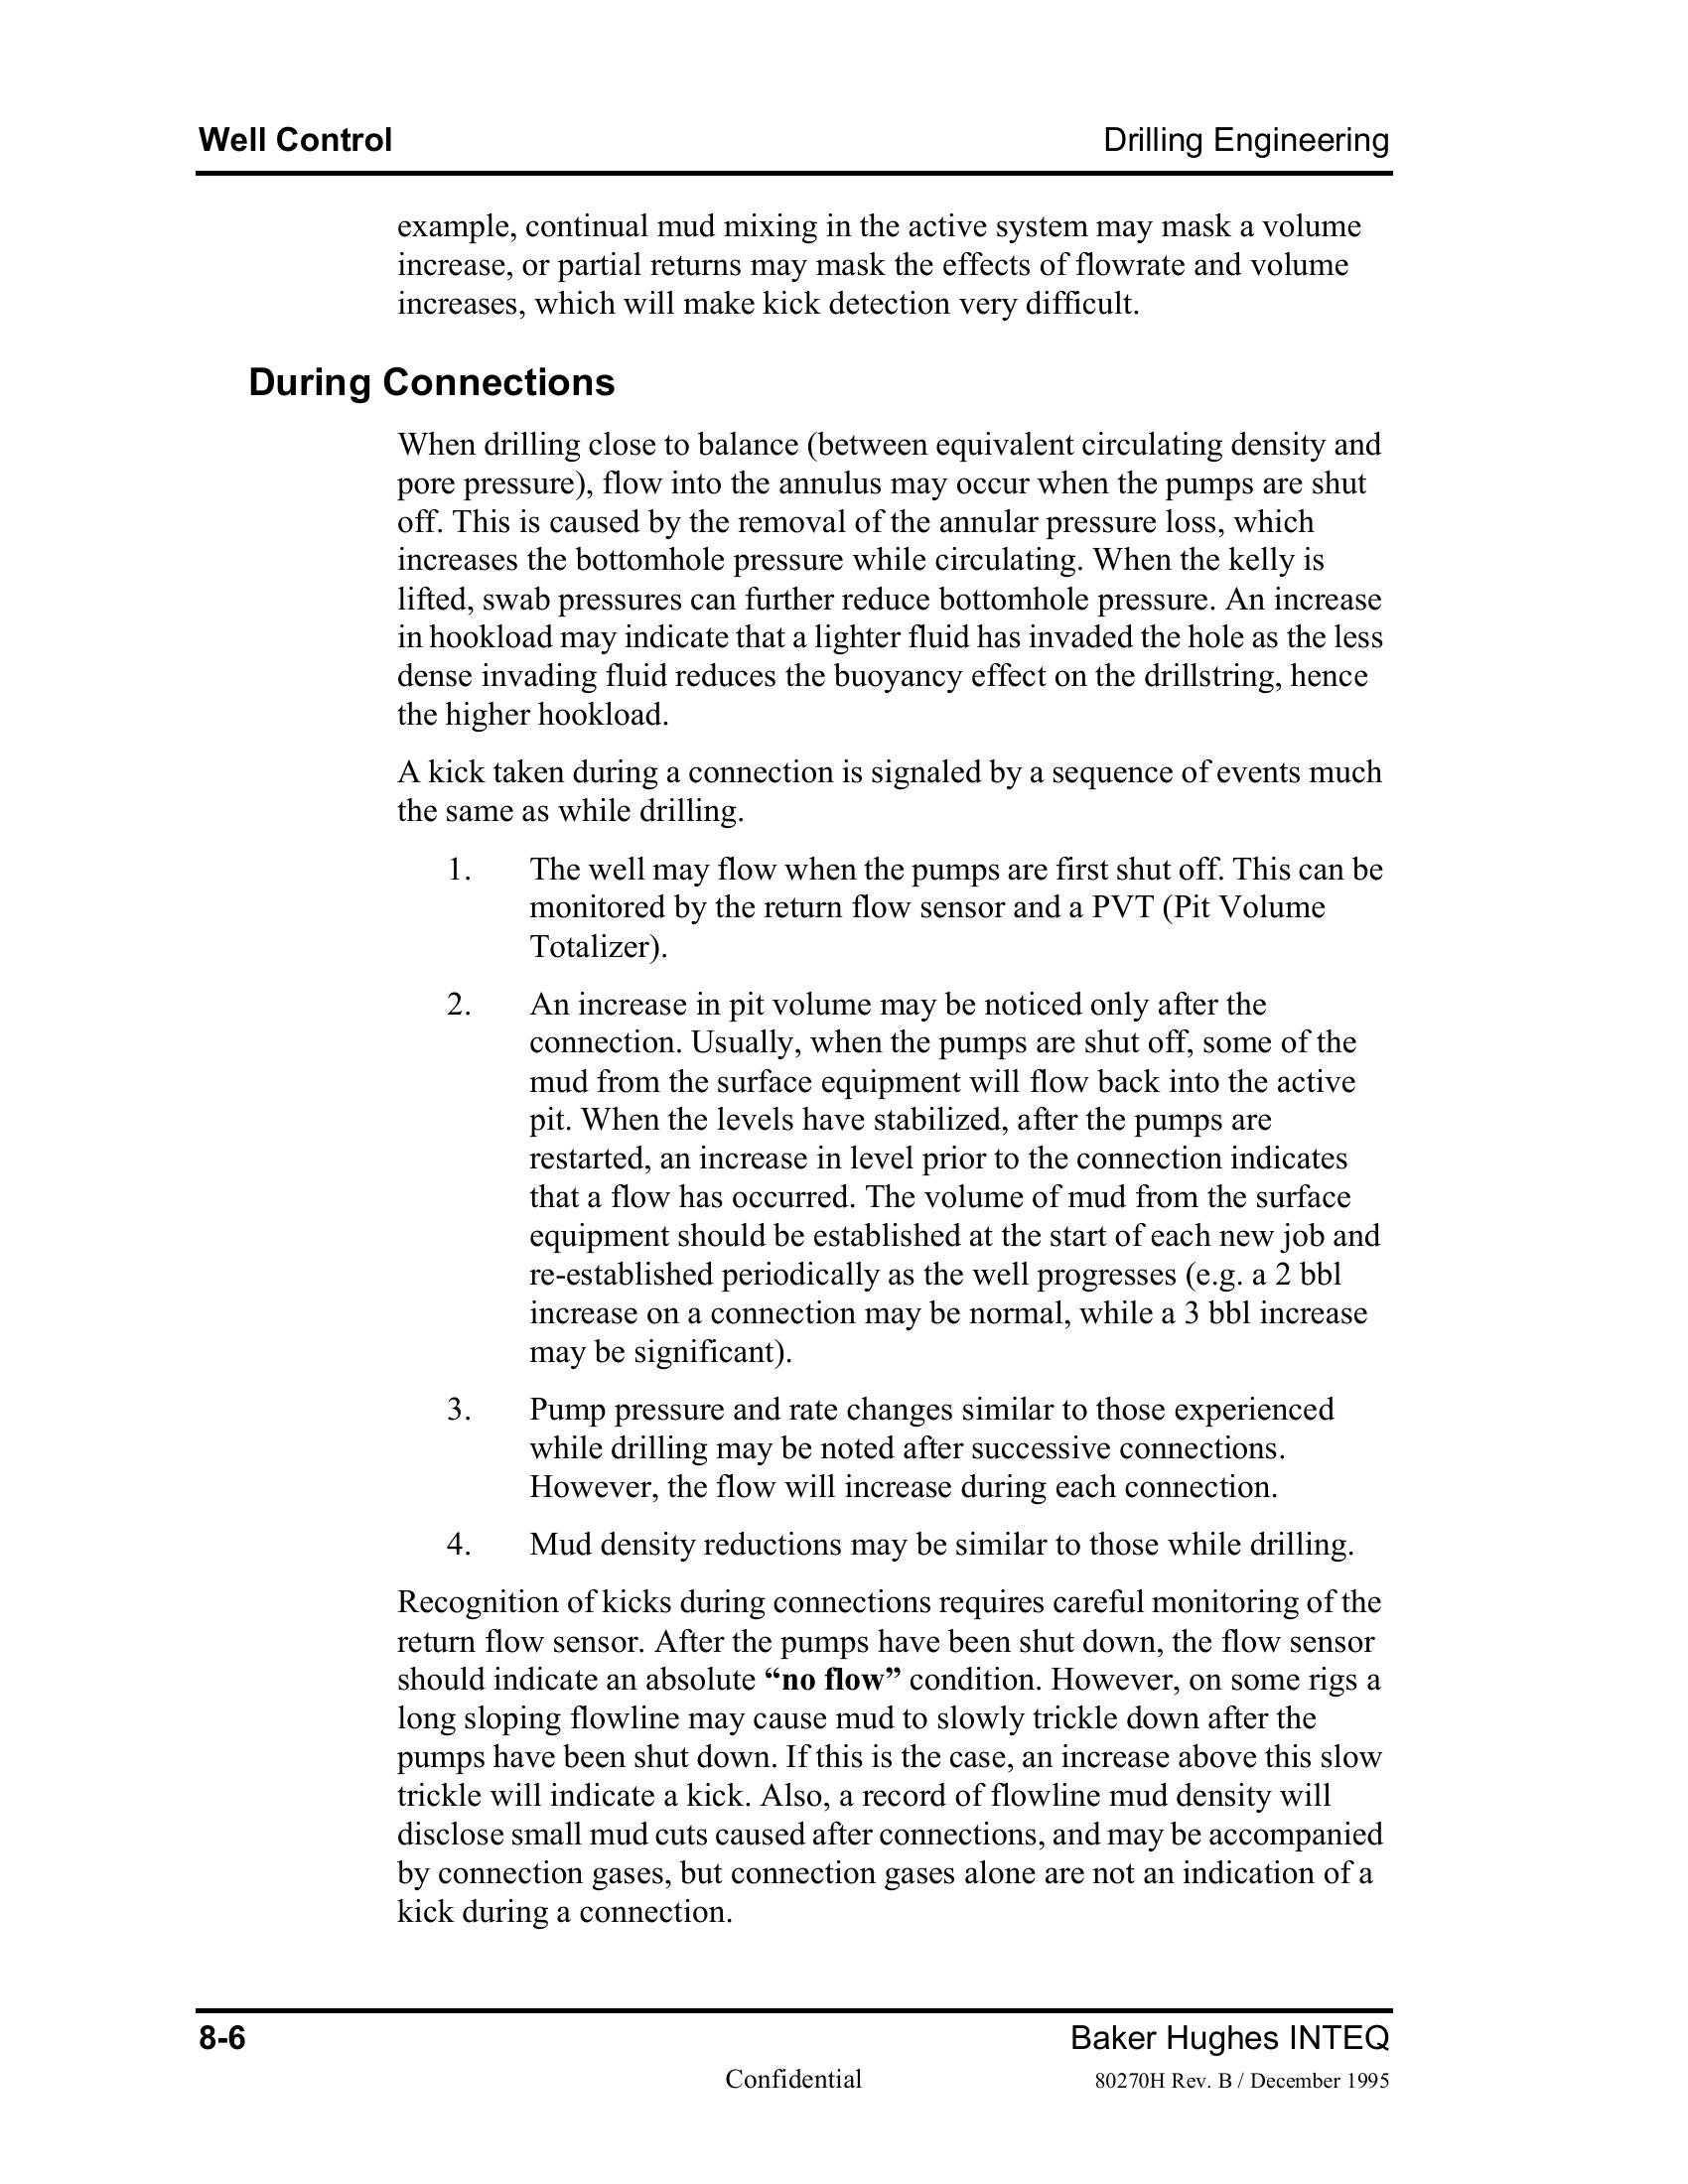 Well Control Drilling Engineering
example, continual mud mixing in the active system may mask a volume
increase, or partial returns may mask the effects of flowrate and volume
increases, which will make kick detection very difficult.
During Connections
When drilling close to balance (between equivalent circulating density and
pore pressure), flow into the annulus may occur when the pumps are shut
off. This is caused by the removal of the annular pressure loss, which
increases the bottomhole pressure while circulating. When the kelly is
lifted, swab pressures can further reduce bottomhole pressure. An increase
in hookload may indicate that a lighter fluid has invaded the hole as the less
dense invading fluid reduces the buoyancy effect on the drillstring, hence
the higher hookload.
A kick taken during a connection is signaled by a sequence of events much
the same as while drilling.
1. The well may flow when the pumps are first shut off. This can be
monitored by the return flow sensor and a PVT (Pit Volume
Totalizer).
2. An increase in pit volume may be noticed only after the
connection. Usually, when the pumps are shut off, some of the
mud from the surface equipment will flow back into the active
pit. When the levels have stabilized, after the pumps are
restarted, an increase in level prior to the connection indicates
that a flow has occurred. The volume of mud from the surface
equipment should be established at the start of each new job and
re-established periodically as the well progresses (e.g. a 2 bbl
increase on a connection may be normal, while a 3 bbl increase
may be significant).
3. Pump pressure and rate changes similar to those experienced
while drilling may be noted after successive connections.
However, the flow will increase during each connection.
4. Mud density reductions may be similar to those while drilling.
Recognition of kicks during connections requires careful monitoring of the
return flow sensor. After the pumps have been shut down, the flow sensor
should indicate an absolute “no flow” condition. However, on some rigs a
long sloping flowline may cause mud to slowly trickle down after the
pumps have been shut down. If this is the case, an increase above this slow
trickle will indicate a kick. Also, a record of flowline mud density will
disclose small mud cuts caused after connections, and may be accompanied
by connection gases, but connection gases alone are not an indication of a
kick during a connection.
8-6 Baker Hughes INTEQ
Confidential 80270H Rev. B / December 1995